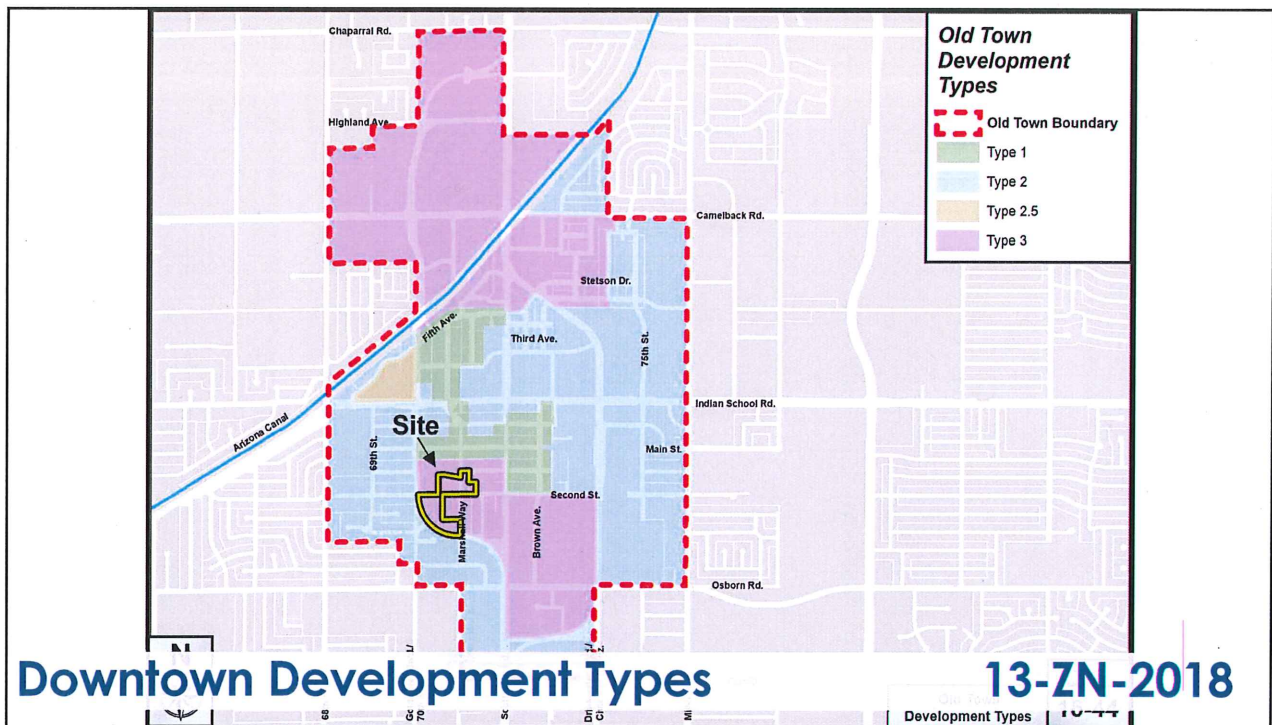 Chaparral Rd.
Highland Ave.
Camelback Rd.
Stetson Dr.
Fifth Ave.
Third Ave.
75th St.
Indian School Rd.
Arizona Canal
Site
69th St.
Main St.
Second St.
Marshall Way
Brown Ave.
Osborn Rd.
Old Town
Development
Types
Old Town Boundary
Type 1
Type 2
Type 2.5
Type 3
N
Downtown Development Types
13-ZN-2018
68
70
Development Types